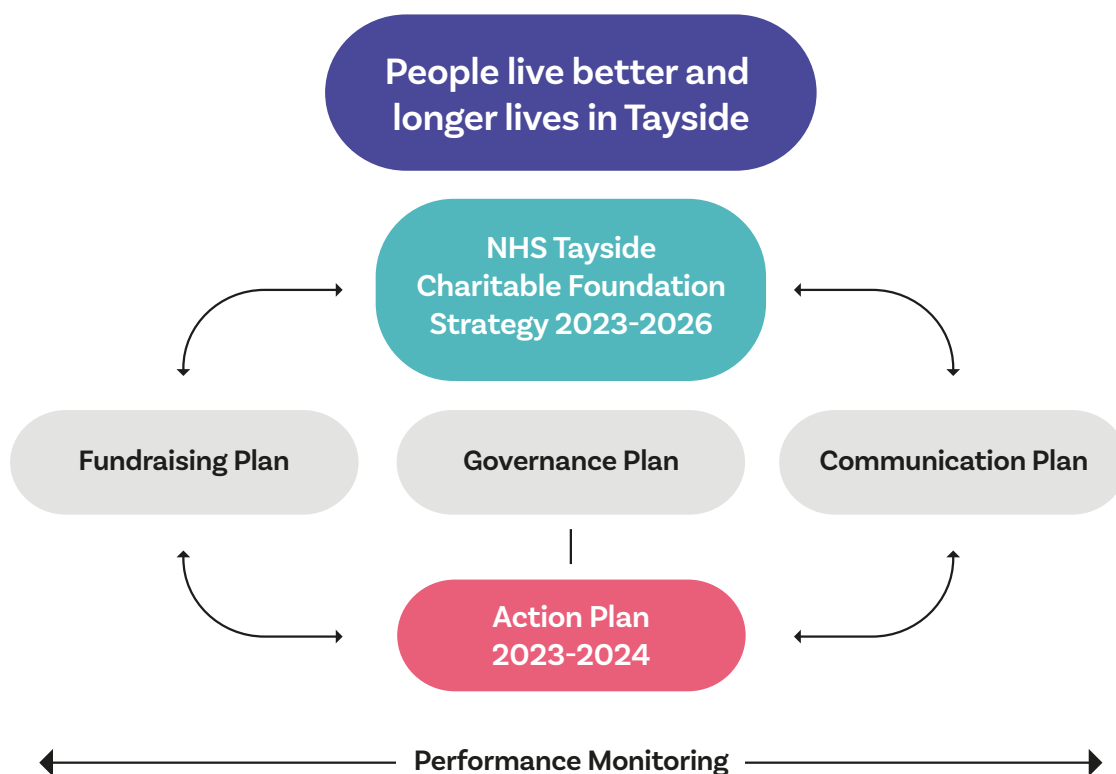 People live better and
longer lives in Tayside
NHS Tayside
Charitable Foundation
Strategy 2023-2026
Fundraising Plan
Governance Plan
Communication Plan
Action Plan
2023-2024
Performance Monitoring